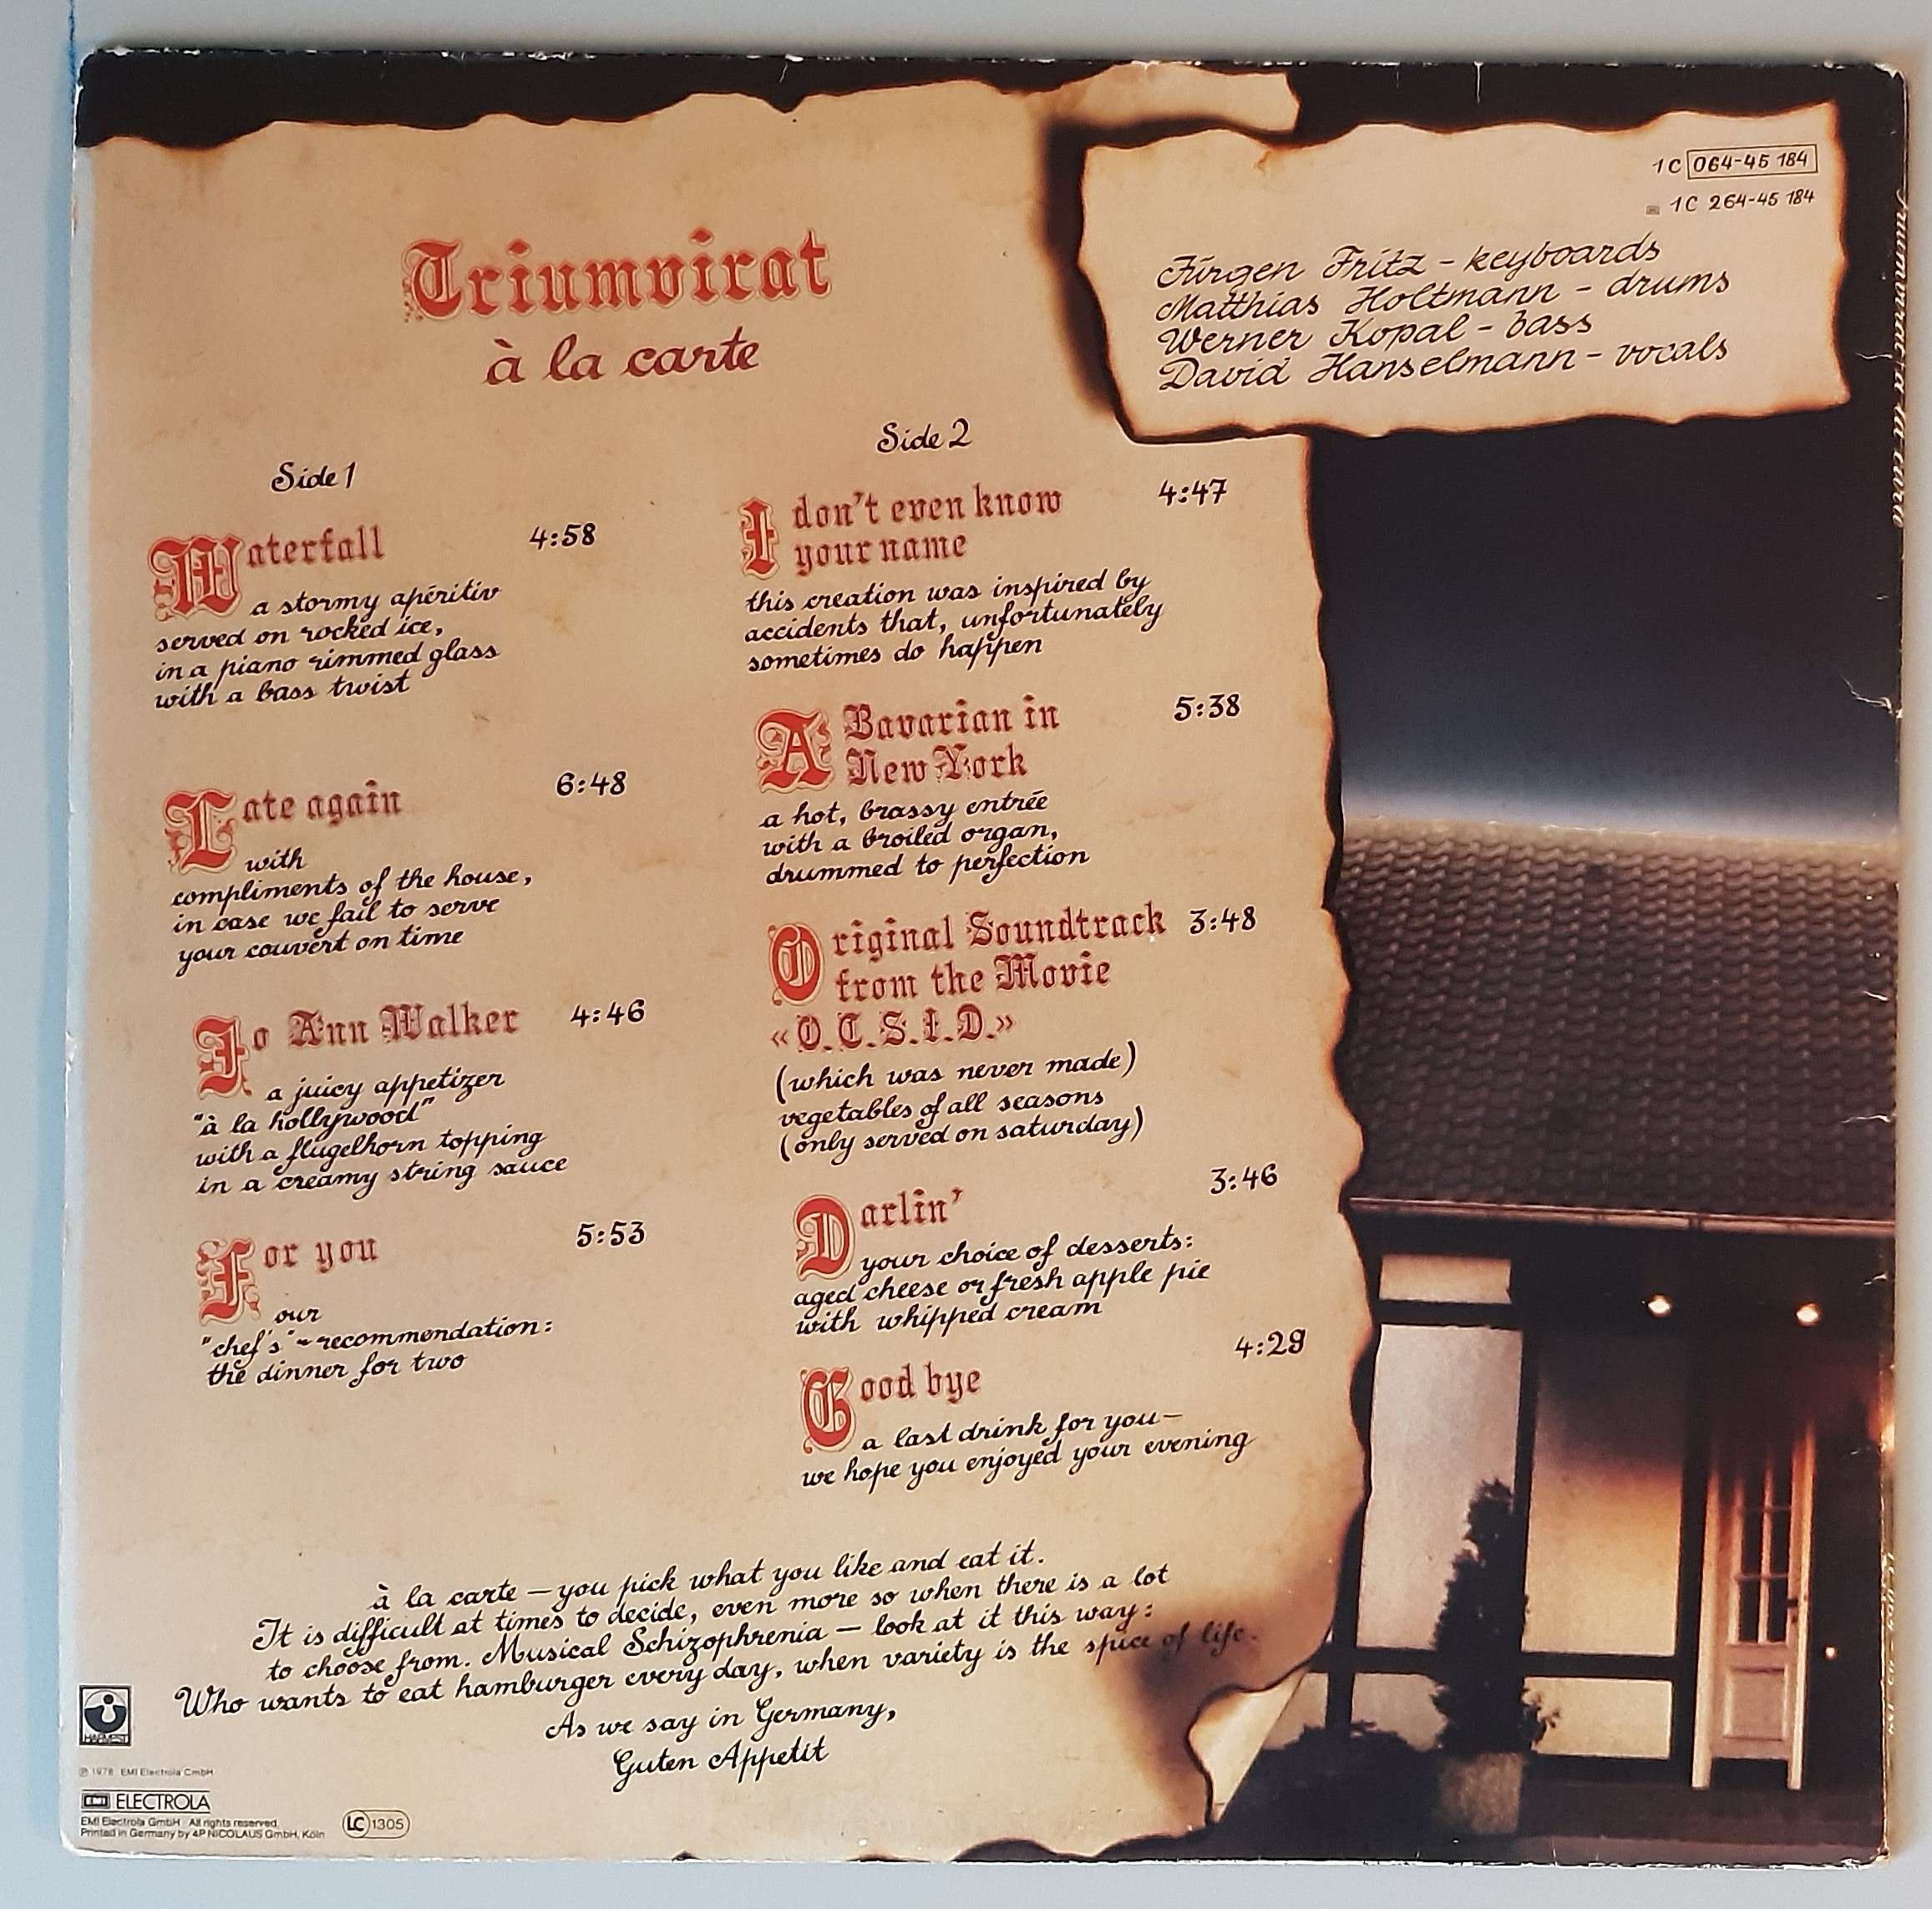 Triumvirat
à la carte
1C 064-45 184
1C 264-45 184
Jürgen Fritz - keyboards
Matthias Holtmann - drums
Werner Kopal - bass
David Hanselmann - vocals
Side 1
Waterfall 4:58
a stormy apéritiv
served on rocked ice,
in a piano rimmed glass
with a bass twist
Late again 6:48
with
compliments of the house,
in case we fail to serve
your couvert on time
Jo Ann Walker 4:46
a juicy appetizer
"à la hollywood"
with a flugelhorn topping
in a creamy string sauce
For you 5:53
our
"chef's"-recommendation:
the dinner for two
Side 2
I don't even know 4:47
your name
this creation was inspired by
accidents that, unfortunately
sometimes do happen
A Bavarian in 5:38
New York
a hot, brassy entrée
with a broiled organ,
drummed to perfection
Original Soundtrack 3:48
from the Movie
«O.C.S.I.D.»
(which was never made)
vegetables of all seasons
(only served on saturday)
Darlin' 3:46
your choice of desserts:
aged cheese or fresh apple pie
with whipped cream
4:29
Good bye
a last drink for you-
we hope you enjoyed your evening
à la carte - you pick what you like and eat it.
It is difficult at times to decide, even more so when there is a lot
to choose from. Musical Schizophrenia - look at it this way:
Who wants to eat hamburger every day, when variety is the spice of life.
As we say in Germany,
Guten Appetit
HARVEST
℗ 1978 EMI Electrola GmbH
EMI ELECTROLA
EMI Electrola GmbH · All rights reserved.
Printed in Germany by 4P NICOLAUS GmbH, Köln
LC 1305
Triumvirat à la carte